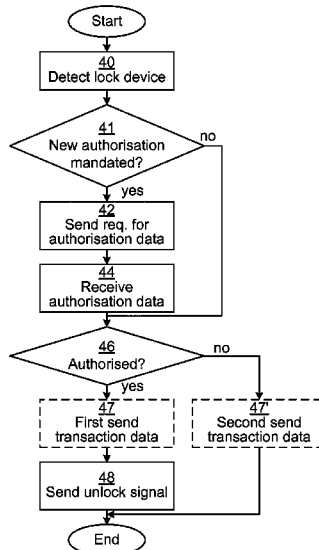 Start
40
Detect lock device
41
New authorisation
mandated?
no
yes
42
Send req. for
authorisation data
44
Receive
authorisation data
46
Authorised?
no
yes
47
First send
transaction data
47'
Second send
transaction data
48
Send unlock signal
End